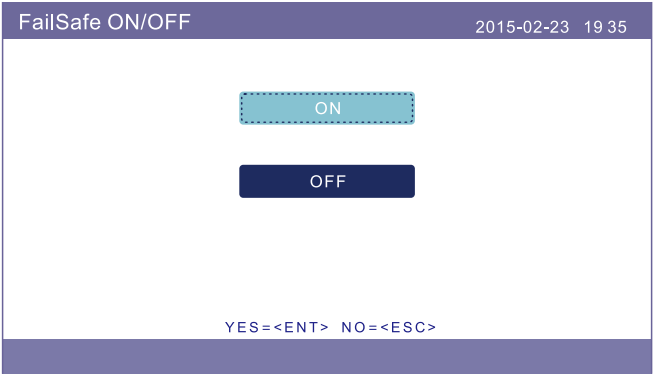 FailSafe ON/OFF
2015-02-23 19 35
ON
OFF
YES=<ENT> NO=<ESC>